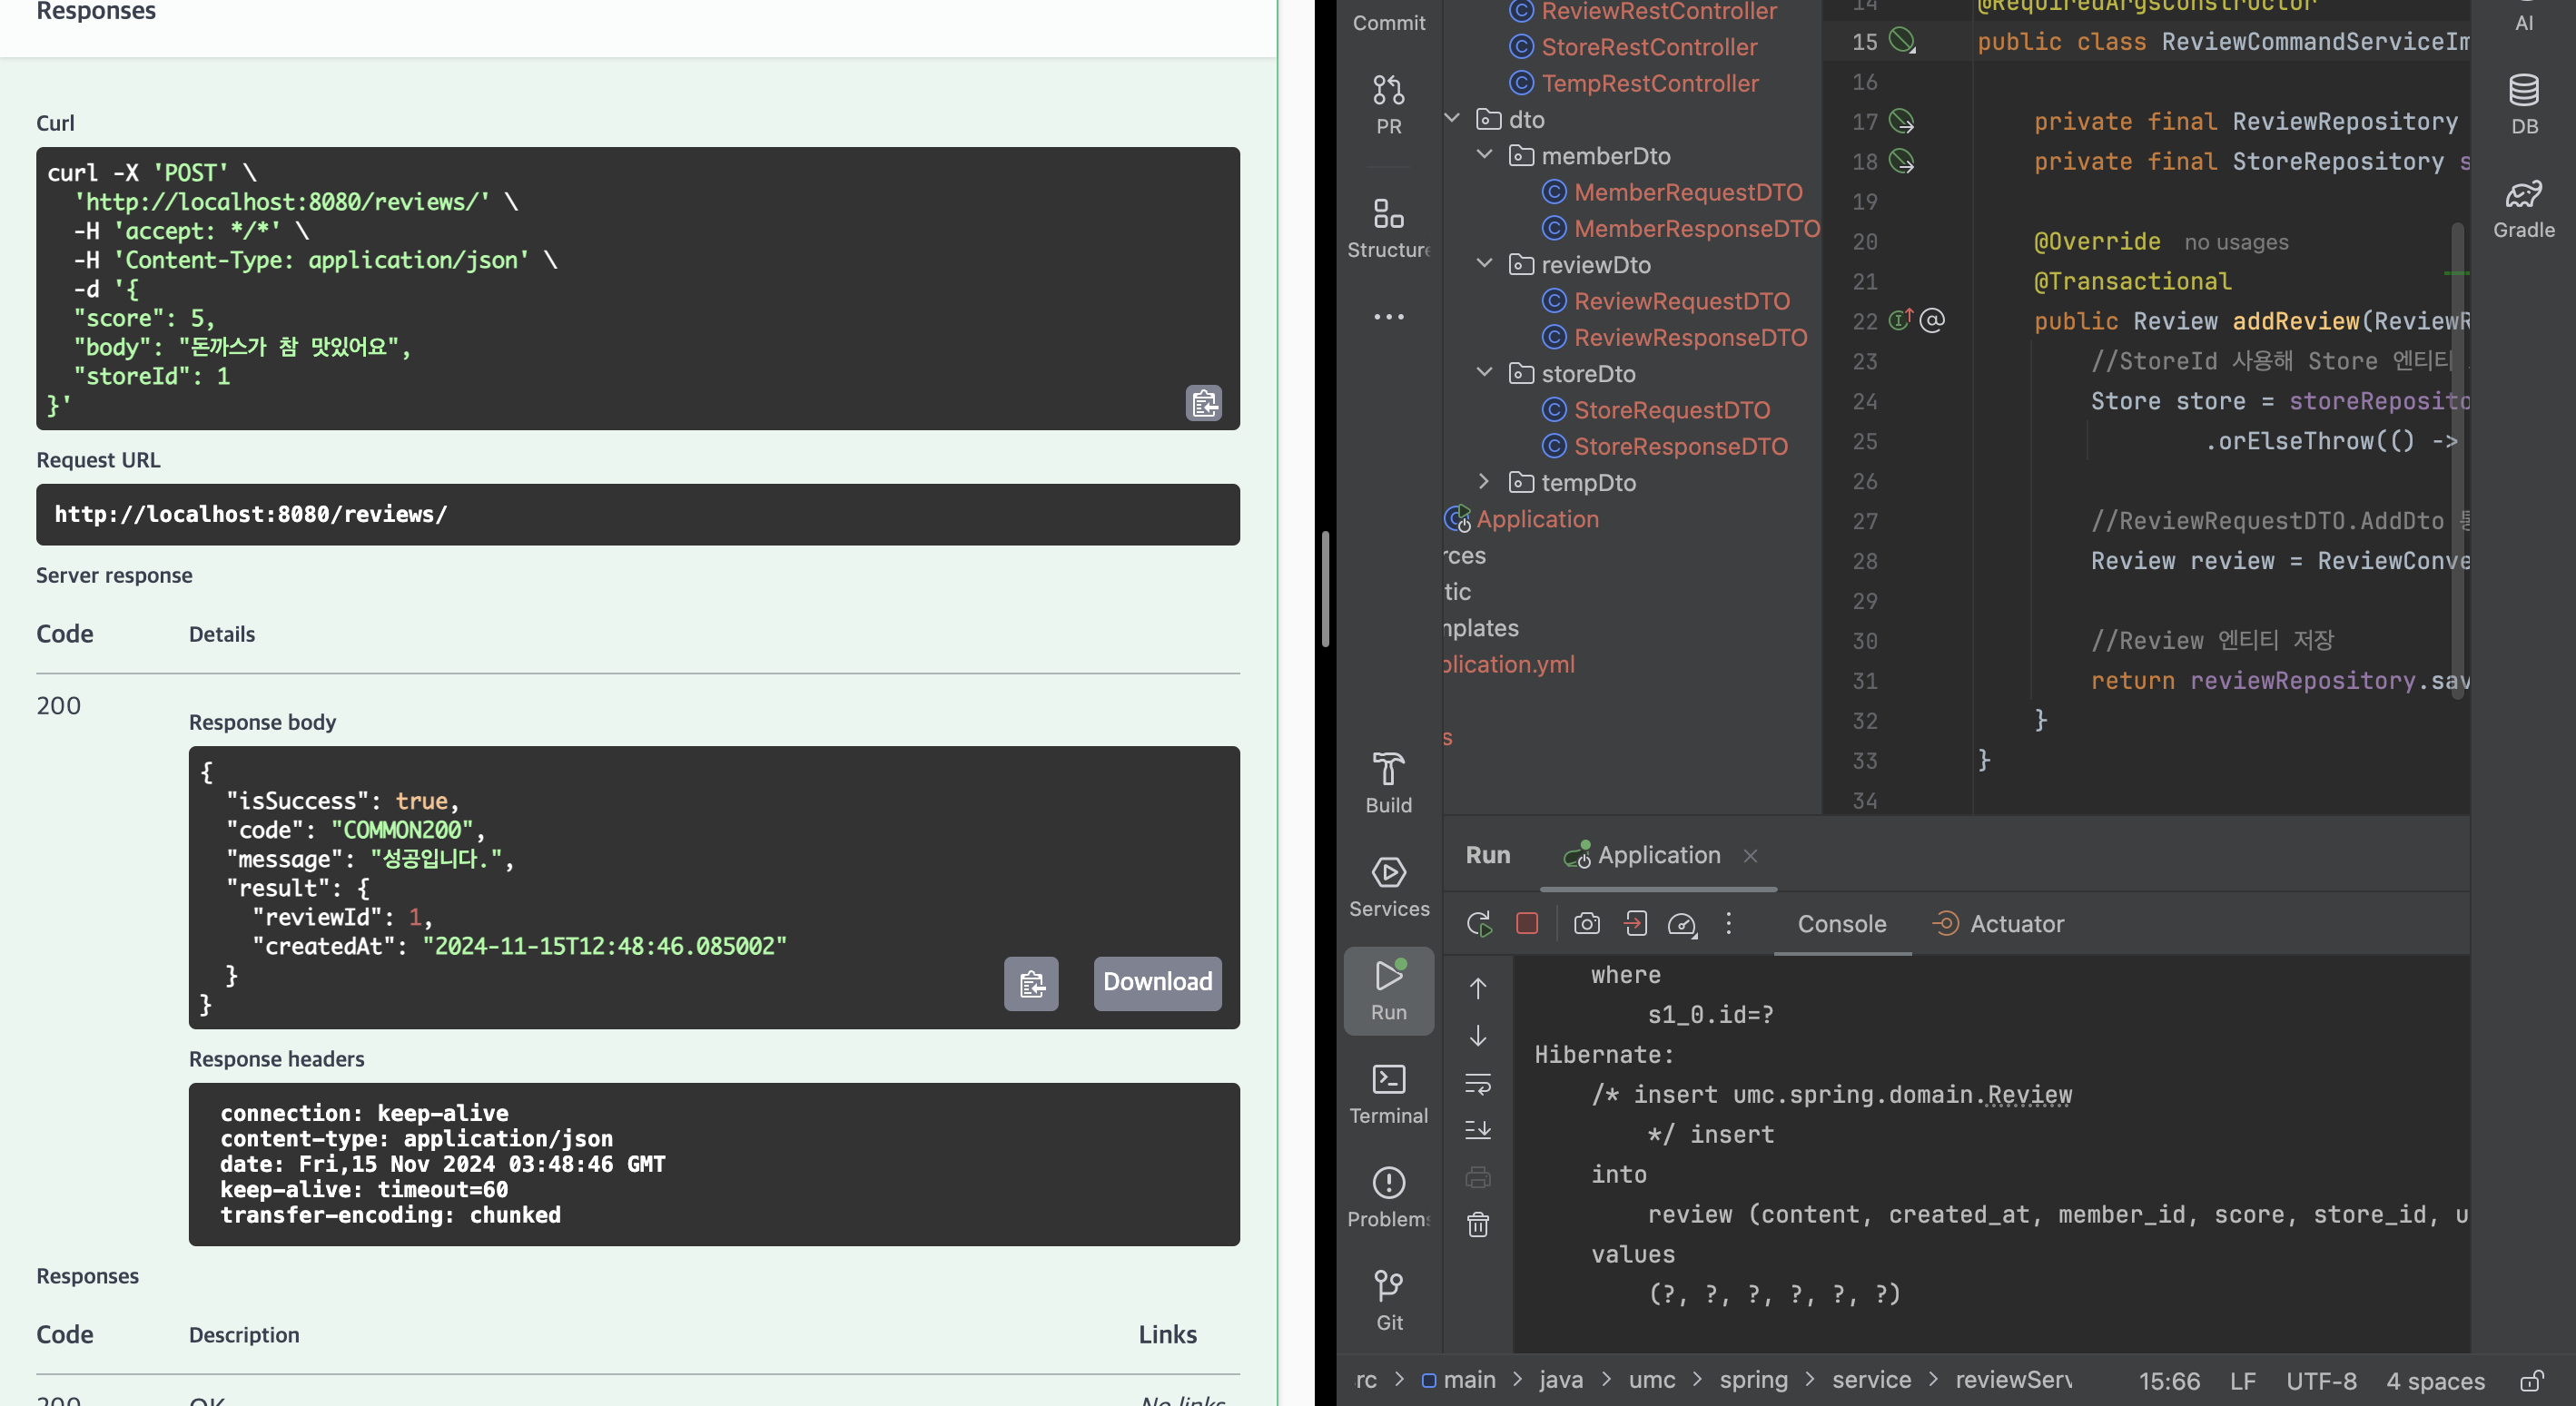 Responses
Curl
curl -X 'POST' \
'http://localhost:8080/reviews/' \
-H 'accept: */*' \
-H 'Content-Type: application/json' \
-d '{
"score": 5,
"body": "돈까스가 참 맛있어요",
"storeId": 1
}'
Request URL
http://localhost:8080/reviews/
Server response
Code Details
200
Response body
{
"isSuccess": true,
"code": "COMMON200",
"message": "성공입니다.",
"result": {
"reviewId": 1,
"createdAt": "2024-11-15T12:48:46.085002"
}
}
Download
Response headers
connection: keep-alive
content-type: application/json
date: Fri,15 Nov 2024 03:48:46 GMT
keep-alive: timeout=60
transfer-encoding: chunked
Responses
Code Description Links
200 OK No links
Commit
PR
Structure
Build
Services
Run
Terminal
Problems
Git
ReviewRestController
StoreRestController
TempRestController
dto
memberDto
MemberRequestDTO
MemberResponseDTO
reviewDto
ReviewRequestDTO
ReviewResponseDTO
storeDto
StoreRequestDTO
StoreResponseDTO
tempDto
Application
rces
tic
nplates
plication.yml
s
14 @RequiredArgsConstructor
15 public class ReviewCommandServiceIm
16
17 private final ReviewRepository
18 private final StoreRepository s
19
20 @Override no usages
21 @Transactional
22 public Review addReview(ReviewR
23 //StoreId 사용해 Store 엔티티
24 Store store = storeReposito
25 .orElseThrow(() ->
26
27 //ReviewRequestDTO.AddDto
28 Review review = ReviewConve
29
30 //Review 엔티티 저장
31 return reviewRepository.sav
32 }
33 }
34
AI
DB
Gradle
Run Application
Console Actuator
where
s1_0.id=?
Hibernate:
/* insert umc.spring.domain.Review
*/ insert
into
review (content, created_at, member_id, score, store_id, u
values
(?, ?, ?, ?, ?, ?)
rc > main > java > umc > spring > service > reviewServ 15:66 LF UTF-8 4 spaces